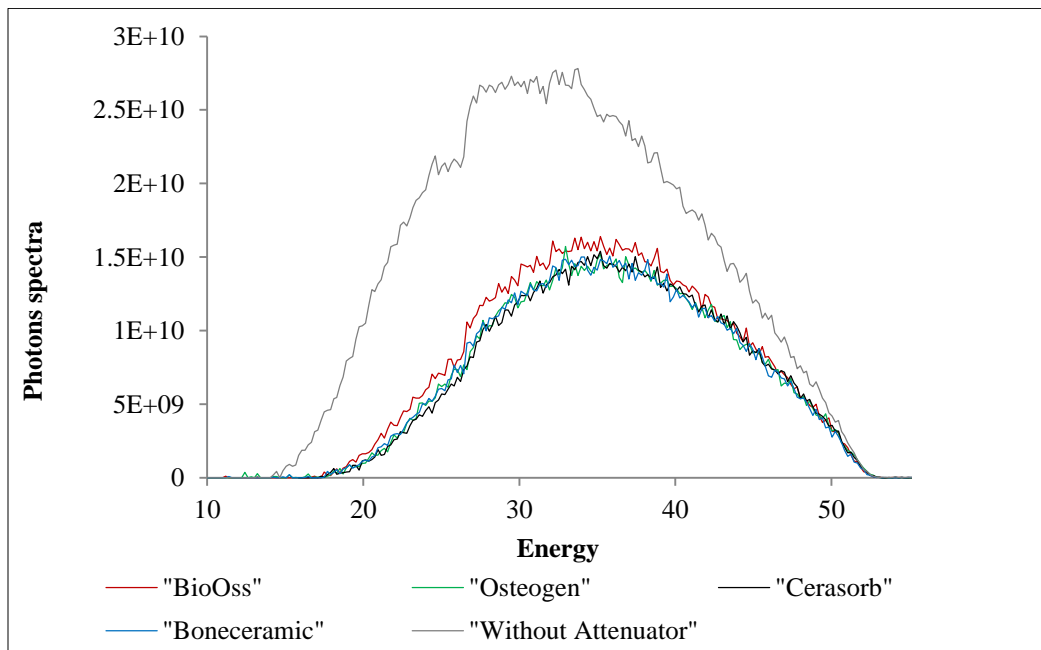 3E+10
2.5E+10
2E+10
1.5E+10
1E+10
5E+09
0
Photons spectra
10 20 30 40 50
Energy
"BioOss" "Osteogen" "Cerasorb"
"Boneceramic" "Without Attenuator"